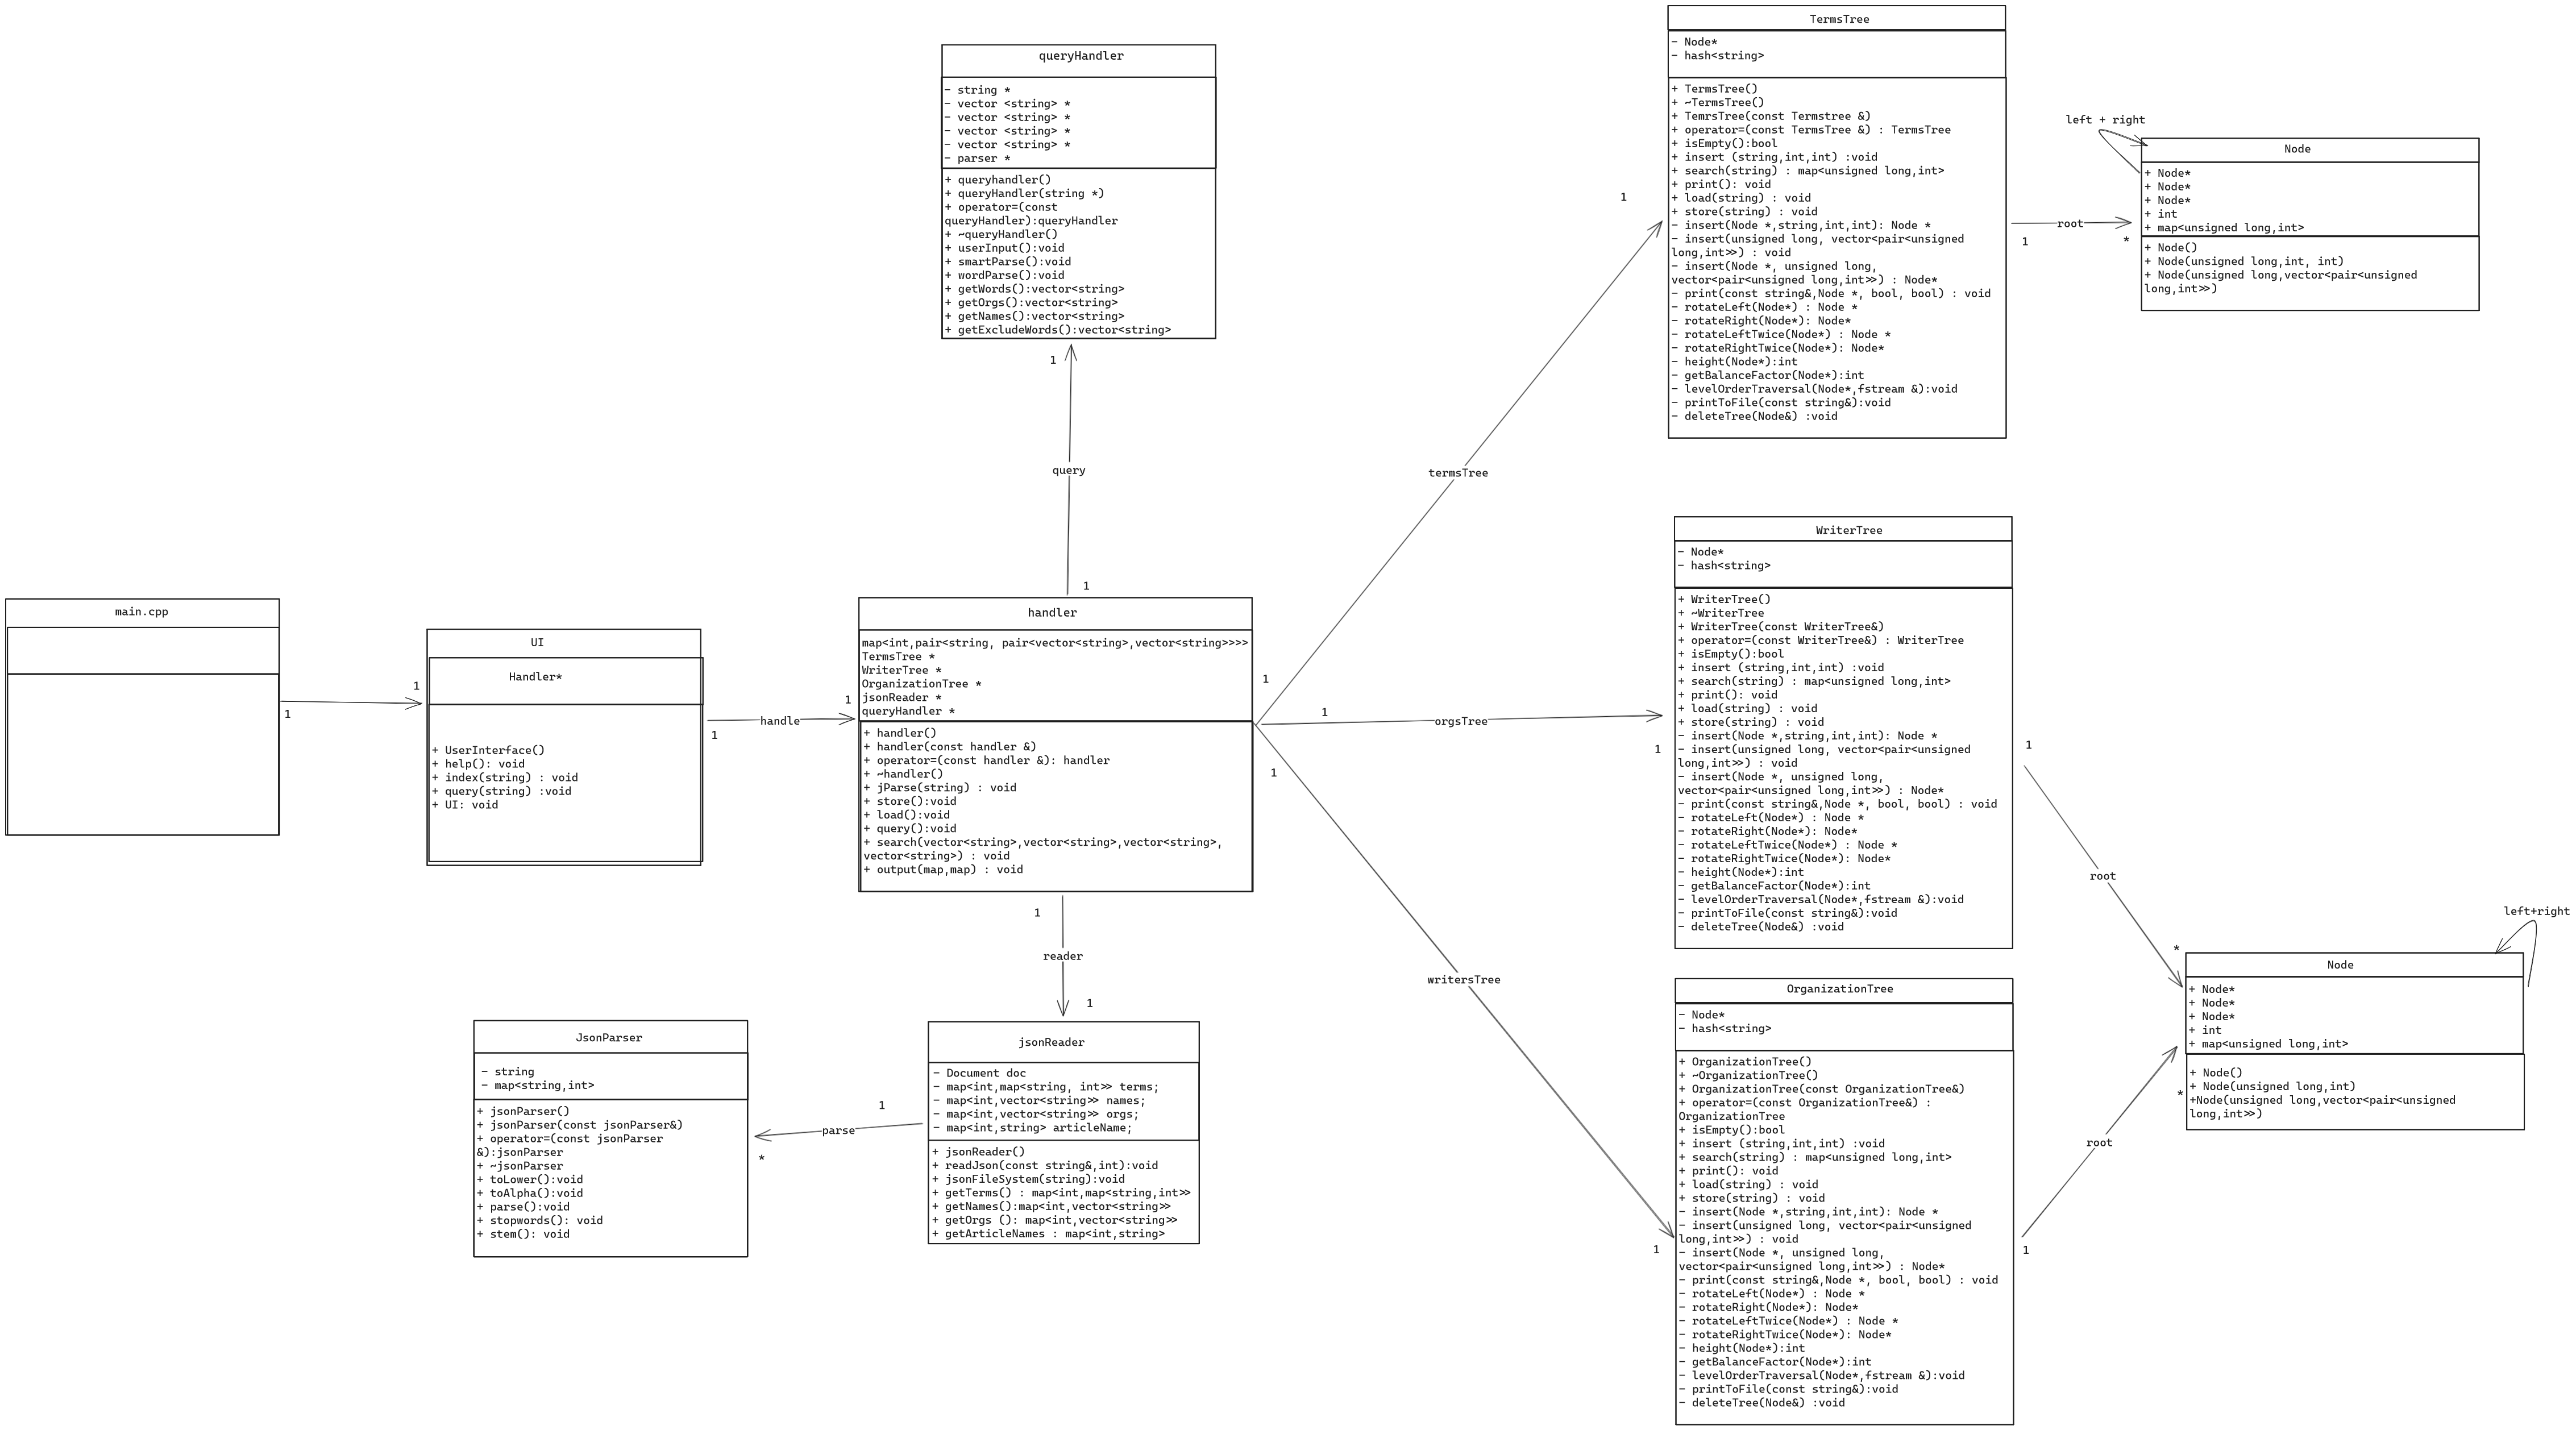 main.cpp
1
1
UI
Handler*
+ UserInterface()
+ help(): void
+ index(string) : void
+ query(string) :void
+ UI: void
1
handle
1
queryHandler
- string *
- vector <string> *
- vector <string> *
- vector <string> *
- vector <string> *
- parser *
+ queryhandler()
+ queryHandler(string *)
+ operator=(const
queryHandler):queryHandler
+ ~queryHandler()
+ userInput():void
+ smartParse():void
+ wordParse():void
+ getWords():vector<string>
+ getOrgs():vector<string>
+ getNames():vector<string>
+ getExcludeWords():vector<string>
1
query
1
handler
map<int,pair<string, pair<vector<string>,vector<string>>>>
TermsTree *
WriterTree *
OrganizationTree *
jsonReader *
queryHandler *
+ handler()
+ handler(const handler &)
+ operator=(const handler &): handler
+ ~handler()
+ jParse(string) : void
+ store():void
+ load():void
+ query():void
+ search(vector<string>,vector<string>,vector<string>,
vector<string>) : void
+ output(map,map) : void
1
reader
1
JsonParser
- string
- map<string,int>
+ jsonParser()
+ jsonParser(const jsonParser&)
+ operator=(const jsonParser
&):jsonParser
+ ~jsonParser
+ toLower():void
+ toAlpha():void
+ parse():void
+ stopwords(): void
+ stem(): void
1
parse
*
jsonReader
- Document doc
- map<int,map<string, int>> terms;
- map<int,vector<string>> names;
- map<int,vector<string>> orgs;
- map<int,string> articleName;
+ jsonReader()
+ readJson(const string&,int):void
+ jsonFileSystem(string):void
+ getTerms() : map<int,map<string,int>>
+ getNames():map<int,vector<string>>
+ getOrgs (): map<int,vector<string>>
+ getArticleNames : map<int,string>
1
termsTree
1
1
orgsTree
1
1
writersTree
1
TermsTree
- Node*
- hash<string>
+ TermsTree()
+ ~TermsTree()
+ TemrsTree(const Termstree &)
+ operator=(const TermsTree &) : TermsTree
+ isEmpty():bool
+ insert (string,int,int) :void
+ search(string) : map<unsigned long,int>
+ print(): void
+ load(string) : void
+ store(string) : void
- insert(Node *,string,int,int): Node *
- insert(unsigned long, vector<pair<unsigned
long,int>>) : void
- insert(Node *, unsigned long,
vector<pair<unsigned long,int>>) : Node*
- print(const string&,Node *, bool, bool) : void
- rotateLeft(Node*) : Node *
- rotateRight(Node*): Node*
- rotateLeftTwice(Node*) : Node *
- rotateRightTwice(Node*): Node*
- height(Node*):int
- getBalanceFactor(Node*):int
- levelOrderTraversal(Node*,fstream &):void
- printToFile(const string&):void
- deleteTree(Node&) :void
root
1
*
left + right
Node
+ Node*
+ Node*
+ Node*
+ int
+ map<unsigned long,int>
+ Node()
+ Node(unsigned long,int, int)
+ Node(unsigned long,vector<pair<unsigned
long,int>>)
WriterTree
- Node*
- hash<string>
+ WriterTree()
+ ~WriterTree
+ WriterTree(const WriterTree&)
+ operator=(const WriterTree&) : WriterTree
+ isEmpty():bool
+ insert (string,int,int) :void
+ search(string) : map<unsigned long,int>
+ print(): void
+ load(string) : void
+ store(string) : void
- insert(Node *,string,int,int): Node *
- insert(unsigned long, vector<pair<unsigned
long,int>>) : void
- insert(Node *, unsigned long,
vector<pair<unsigned long,int>>) : Node*
- print(const string&,Node *, bool, bool) : void
- rotateLeft(Node*) : Node *
- rotateRight(Node*): Node*
- rotateLeftTwice(Node*) : Node *
- rotateRightTwice(Node*): Node*
- height(Node*):int
- getBalanceFactor(Node*):int
- levelOrderTraversal(Node*,fstream &):void
- printToFile(const string&):void
- deleteTree(Node&) :void
1
root
*
OrganizationTree
- Node*
- hash<string>
+ OrganizationTree()
+ ~OrganizationTree()
+ OrganizationTree(const OrganizationTree&)
+ operator=(const OrganizationTree&) :
OrganizationTree
+ isEmpty():bool
+ insert (string,int,int) :void
+ search(string) : map<unsigned long,int>
+ print(): void
+ load(string) : void
+ store(string) : void
- insert(Node *,string,int,int): Node *
- insert(unsigned long, vector<pair<unsigned
long,int>>) : void
- insert(Node *, unsigned long,
vector<pair<unsigned long,int>>) : Node*
- print(const string&,Node *, bool, bool) : void
- rotateLeft(Node*) : Node *
- rotateRight(Node*): Node*
- rotateLeftTwice(Node*) : Node *
- rotateRightTwice(Node*): Node*
- height(Node*):int
- getBalanceFactor(Node*):int
- levelOrderTraversal(Node*,fstream &):void
- printToFile(const string&):void
- deleteTree(Node&) :void
1
root
*
left+right
Node
+ Node*
+ Node*
+ Node*
+ int
+ map<unsigned long,int>
+ Node()
+ Node(unsigned long,int)
+Node(unsigned long,vector<pair<unsigned
long,int>>)